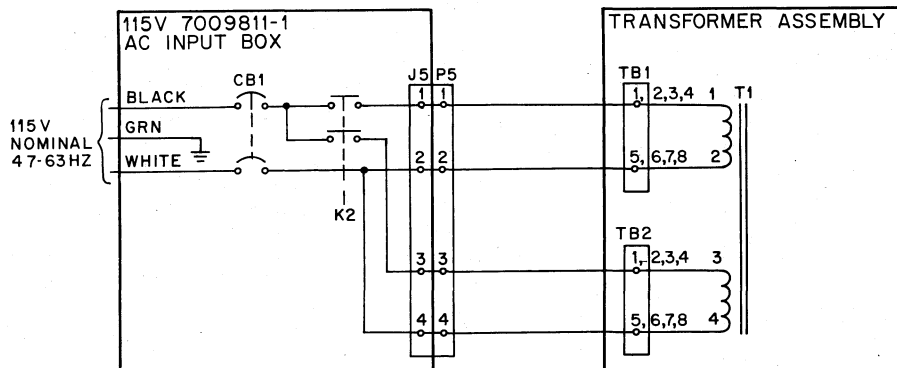 115V 7009811-1
AC INPUT BOX
TRANSFORMER ASSEMBLY
CB1
J5 P5
TB1
BLACK
1 1
1, 2,3,4 1 T1
115V
NOMINAL
47-63HZ
GRN
WHITE
2 2
5, 6,7,8 2
K2
TB2
3 3
1, 2,3,4 3
4 4
5, 6,7,8 4